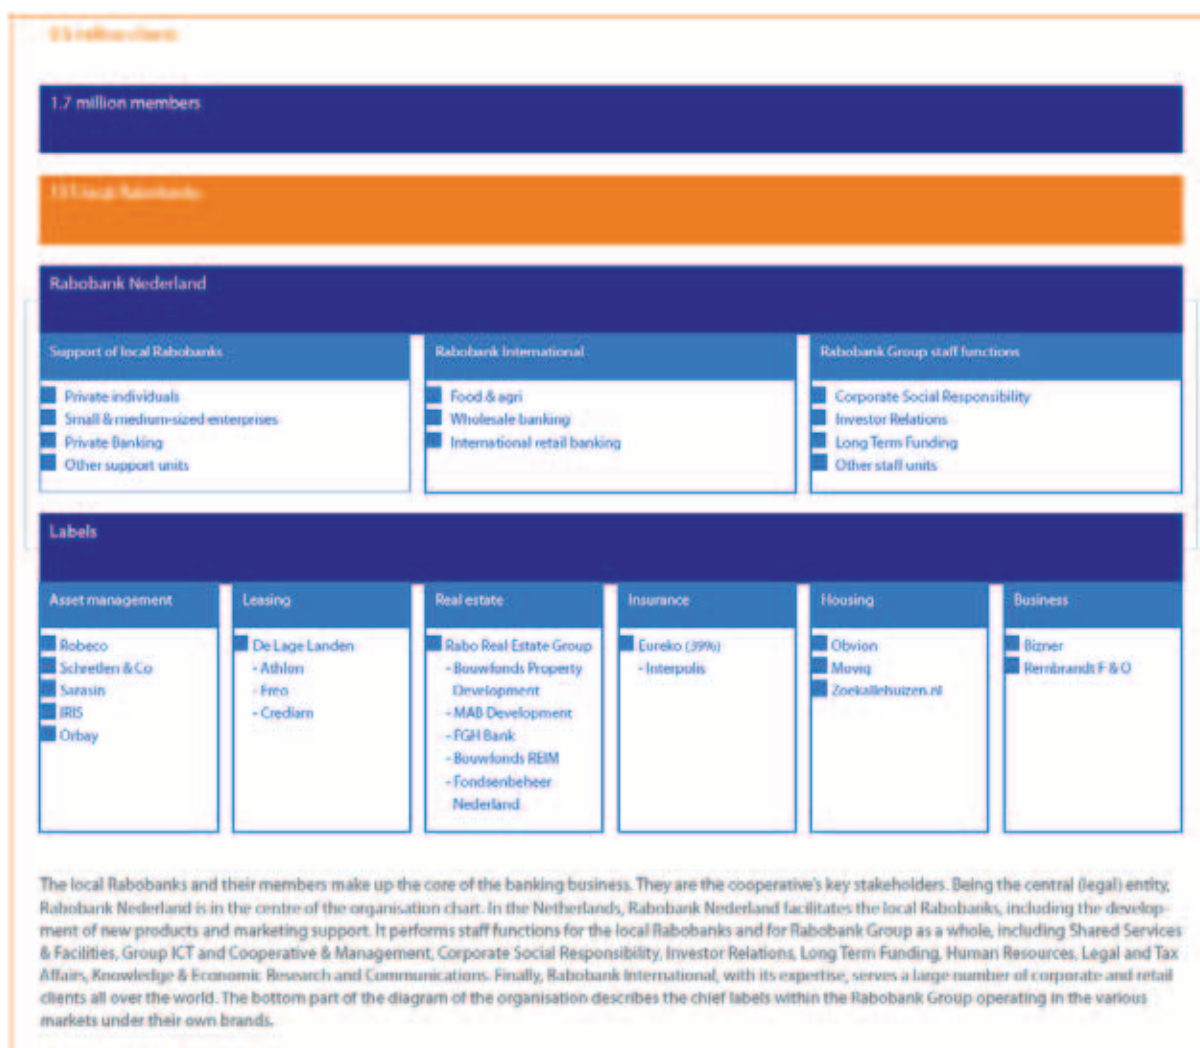 million clients
1.7 million members
local Rabobanks
Rabobank Nederland
Support of local Rabobanks
Private individuals
Small & medium-sized enterprises
Private Banking
Other support units
Rabobank International
Food & agri
Wholesale banking
International retail banking
Rabobank Group staff functions
Corporate Social Responsibility
Investor Relations
Long Term Funding
Other staff units
Labels
Asset management
Robeco
Schretlen & Co
Sarasin
IRIS
Orbay
Leasing
De Lage Landen
- Athlon
- Freo
- Crediam
Real estate
Rabo Real Estate Group
- Bouwfonds Property
Development
- MAB Development
- FGH Bank
- Bouwfonds REIM
- Fondsenbeheer
Nederland
Insurance
Eureko (39%)
- Interpolis
Housing
Obvion
Moviq
Zoekallehuizen.nl
Business
Bizner
Rembrandt F & O
The local Rabobanks and their members make up the core of the banking business. They are the cooperative's key stakeholders. Being the central (legal) entity,
Rabobank Nederland is in the centre of the organisation chart. In the Netherlands, Rabobank Nederland facilitates the local Rabobanks, including the develop-
ment of new products and marketing support. It performs staff functions for the local Rabobanks and for Rabobank Group as a whole, including Shared Services
& Facilities, Group ICT and Cooperative & Management, Corporate Social Responsibility, Investor Relations, Long Term Funding, Human Resources, Legal and Tax
Affairs, Knowledge & Economic Research and Communications. Finally, Rabobank International, with its expertise, serves a large number of corporate and retail
clients all over the world. The bottom part of the diagram of the organisation describes the chief labels within the Rabobank Group operating in the various
markets under their own brands.